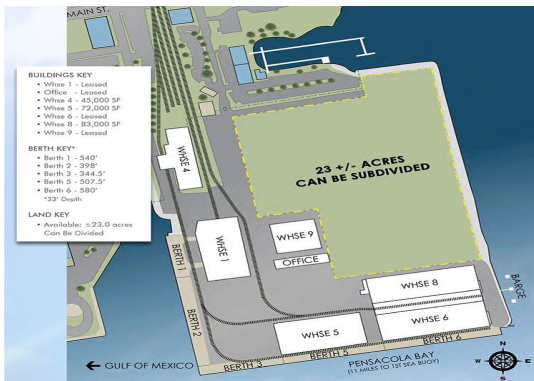 MAIN ST.
BUILDINGS KEY
• Whse 1 - Leased
• Office - Leased
• Whse 4 - 45,000 SF
• Whse 5 - 72,000 SF
• Whse 6 - Leased
• Whse 8 - 83,000 SF
• Whse 9 - Leased
BERTH KEY*
• Berth 1 - 540'
• Berth 2 - 398'
• Berth 3 - 344.5'
• Berth 5 - 507.5'
• Berth 6 - 580'
*33' Depth
LAND KEY
• Available: ±23.0 acres
Can Be Divided
WHSE 4
23 +/- ACRES
CAN BE SUBDIVIDED
WHSE 9
OFFICE
WHSE 1
BERTH 1
BERTH 2
WHSE 8
WHSE 6
WHSE 5
BARGE
BERTH 3
BERTH 5
BERTH 6
GULF OF MEXICO
PENSACOLA BAY
(11 MILES TO 1ST SEA BUOY)
N
W
E
S